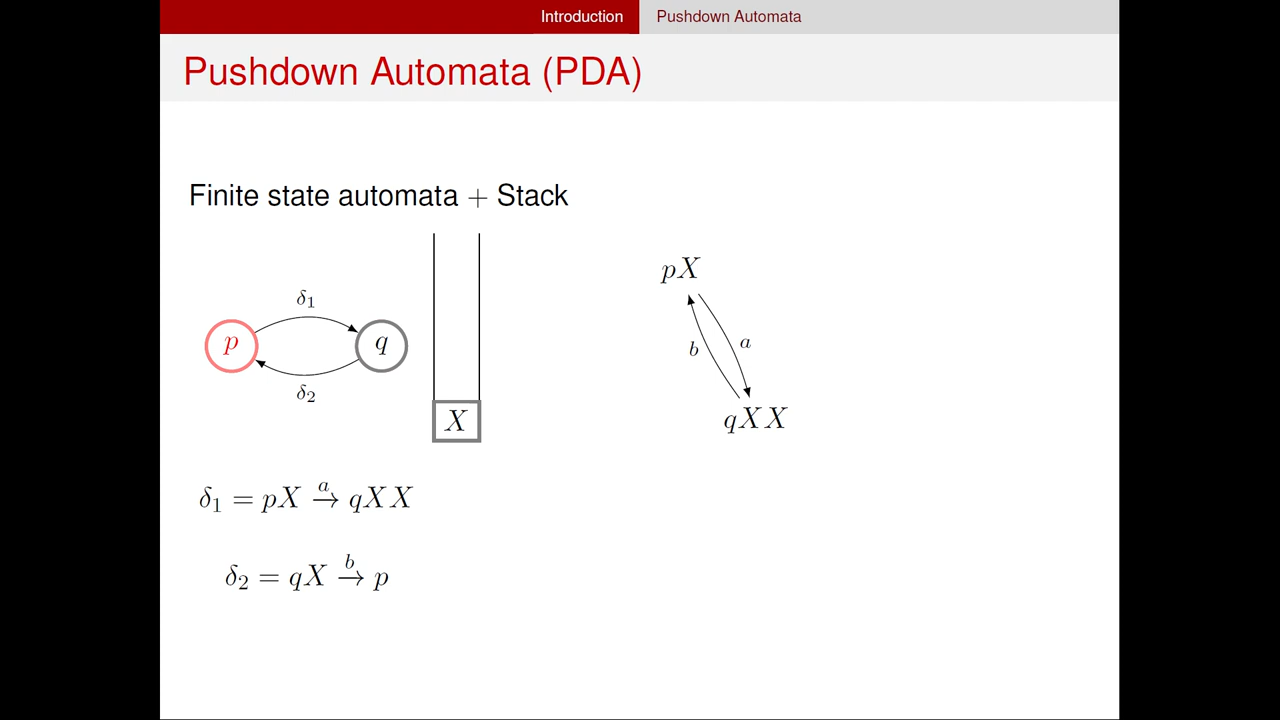 Introduction Pushdown Automata
Pushdown Automata (PDA)
Finite state automata + Stack
δ₁
p q
δ₂
X
pX
b a
qXX
δ₁ = pX →ᵃ qXX
δ₂ = qX →ᵇ p